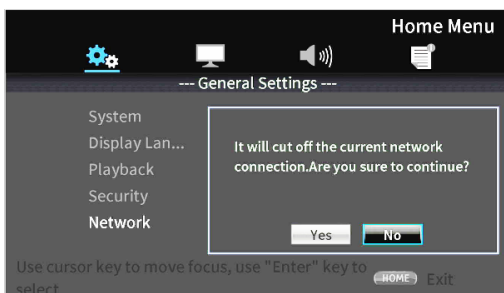 Home Menu
--- General Settings ---
System
Display Lan...
Playback
Security
Network
It will cut off the current network
connection.Are you sure to continue?
Yes No
Use cursor key to move focus, use "Enter" key to
select
HOME Exit